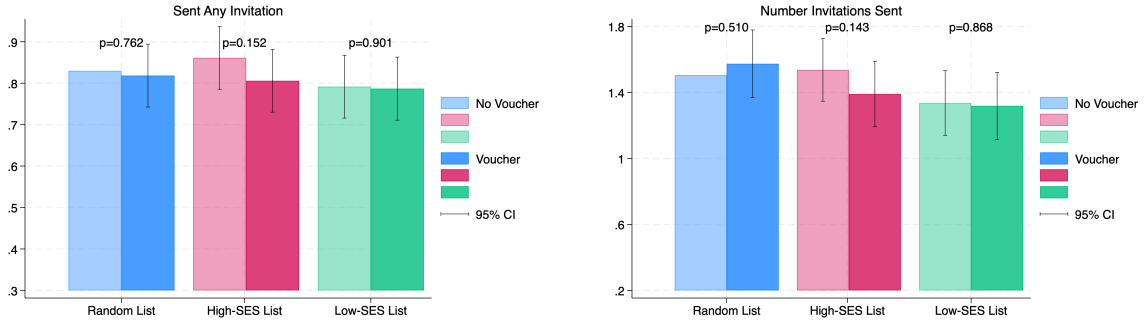 Sent Any Invitation
.9
.8
.7
.6
.5
.4
.3
p=0.762
p=0.152
p=0.901
Random List
High-SES List
Low-SES List
No Voucher
Voucher
95% CI
Number Invitations Sent
1.8
1.4
1
.6
.2
p=0.510
p=0.143
p=0.868
Random List
High-SES List
Low-SES List
No Voucher
Voucher
95% CI